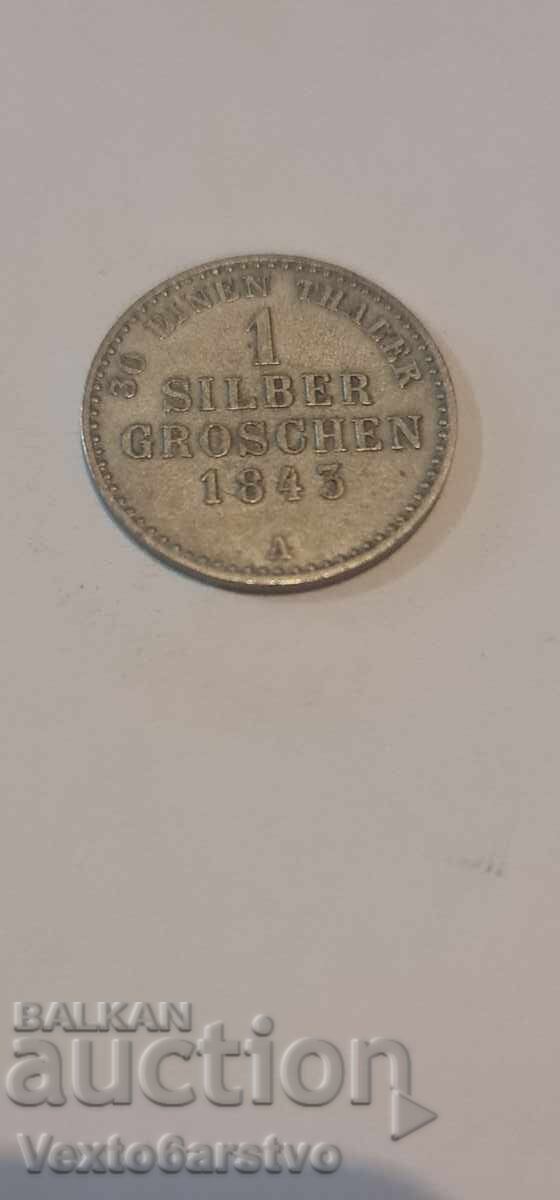 30 EINEN THALER
1
SILBER
GROSCHEN
1843
A
BALKAN
auction
Vexto6arstvo